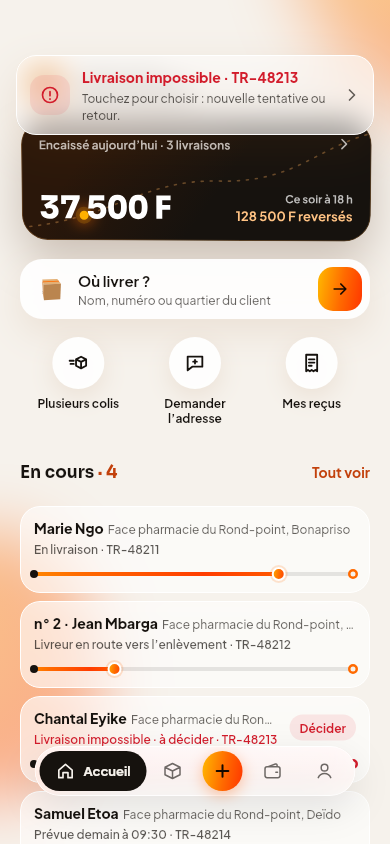 Livraison impossible · TR-48213
Touchez pour choisir : nouvelle tentative ou
retour.
Encaissé aujourd’hui · 3 livraisons
37 500 F
Ce soir à 18 h
128 500 F reversés
Où livrer ?
Nom, numéro ou quartier du client
Plusieurs colis
Demander
l’adresse
Mes reçus
En cours · 4
Tout voir
Marie Ngo Face pharmacie du Rond-point, Bonapriso
En livraison · TR-48211
n° 2 · Jean Mbarga Face pharmacie du Rond-point, ...
Livreur en route vers l’enlèvement · TR-48212
Chantal Eyike Face pharmacie du Ron...
Livraison impossible · à décider · TR-48213
Décider
Accueil
Samuel Etoa Face pharmacie du Rond-point, Deïdo
Prévue demain à 09:30 · TR-48214